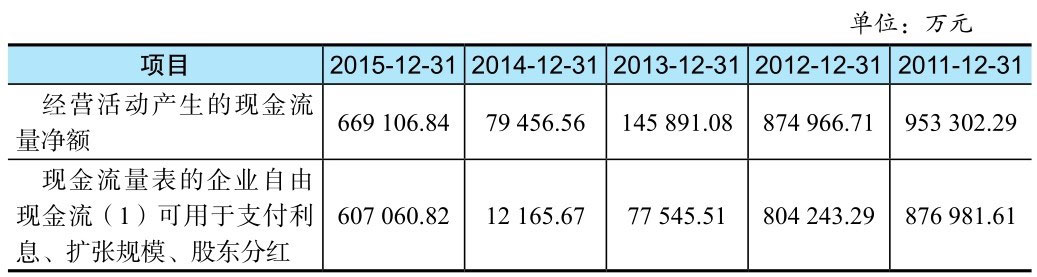 单位：万元
项目 2015-12-31 2014-12-31 2013-12-31 2012-12-31 2011-12-31
经营活动产生的现金流
量净额
669 106.84 79 456.56 145 891.08 874 966.71 953 302.29
现金流量表的企业自由
现金流（1）可用于支付利
息、扩张规模、股东分红
607 060.82 12 165.67 77 545.51 804 243.29 876 981.61